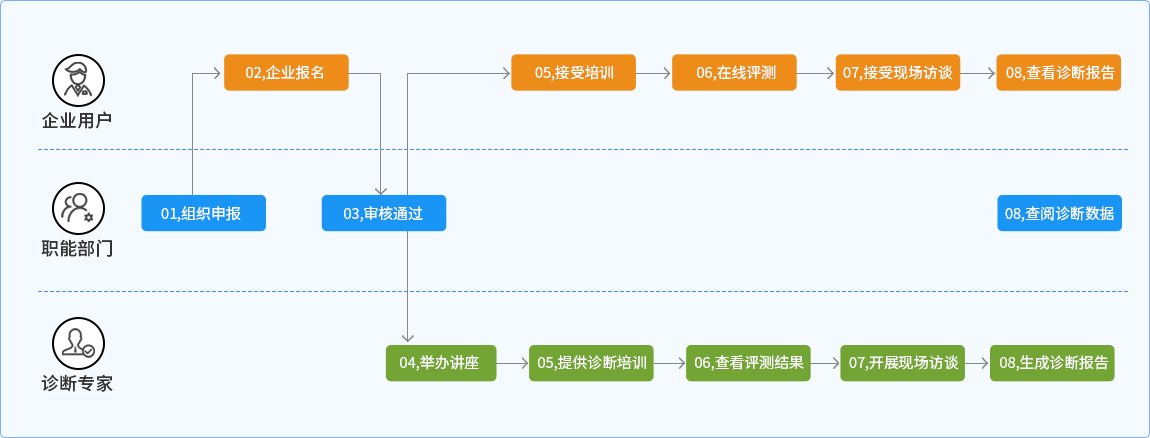 02,企业报名
05,接受培训
06,在线评测
07,接受现场访谈
08,查看诊断报告
企业用户
01,组织申报
03,审核通过
08,查阅诊断数据
职能部门
04,举办讲座
05,提供诊断培训
06,查看评测结果
07,开展现场访谈
08,生成诊断报告
诊断专家